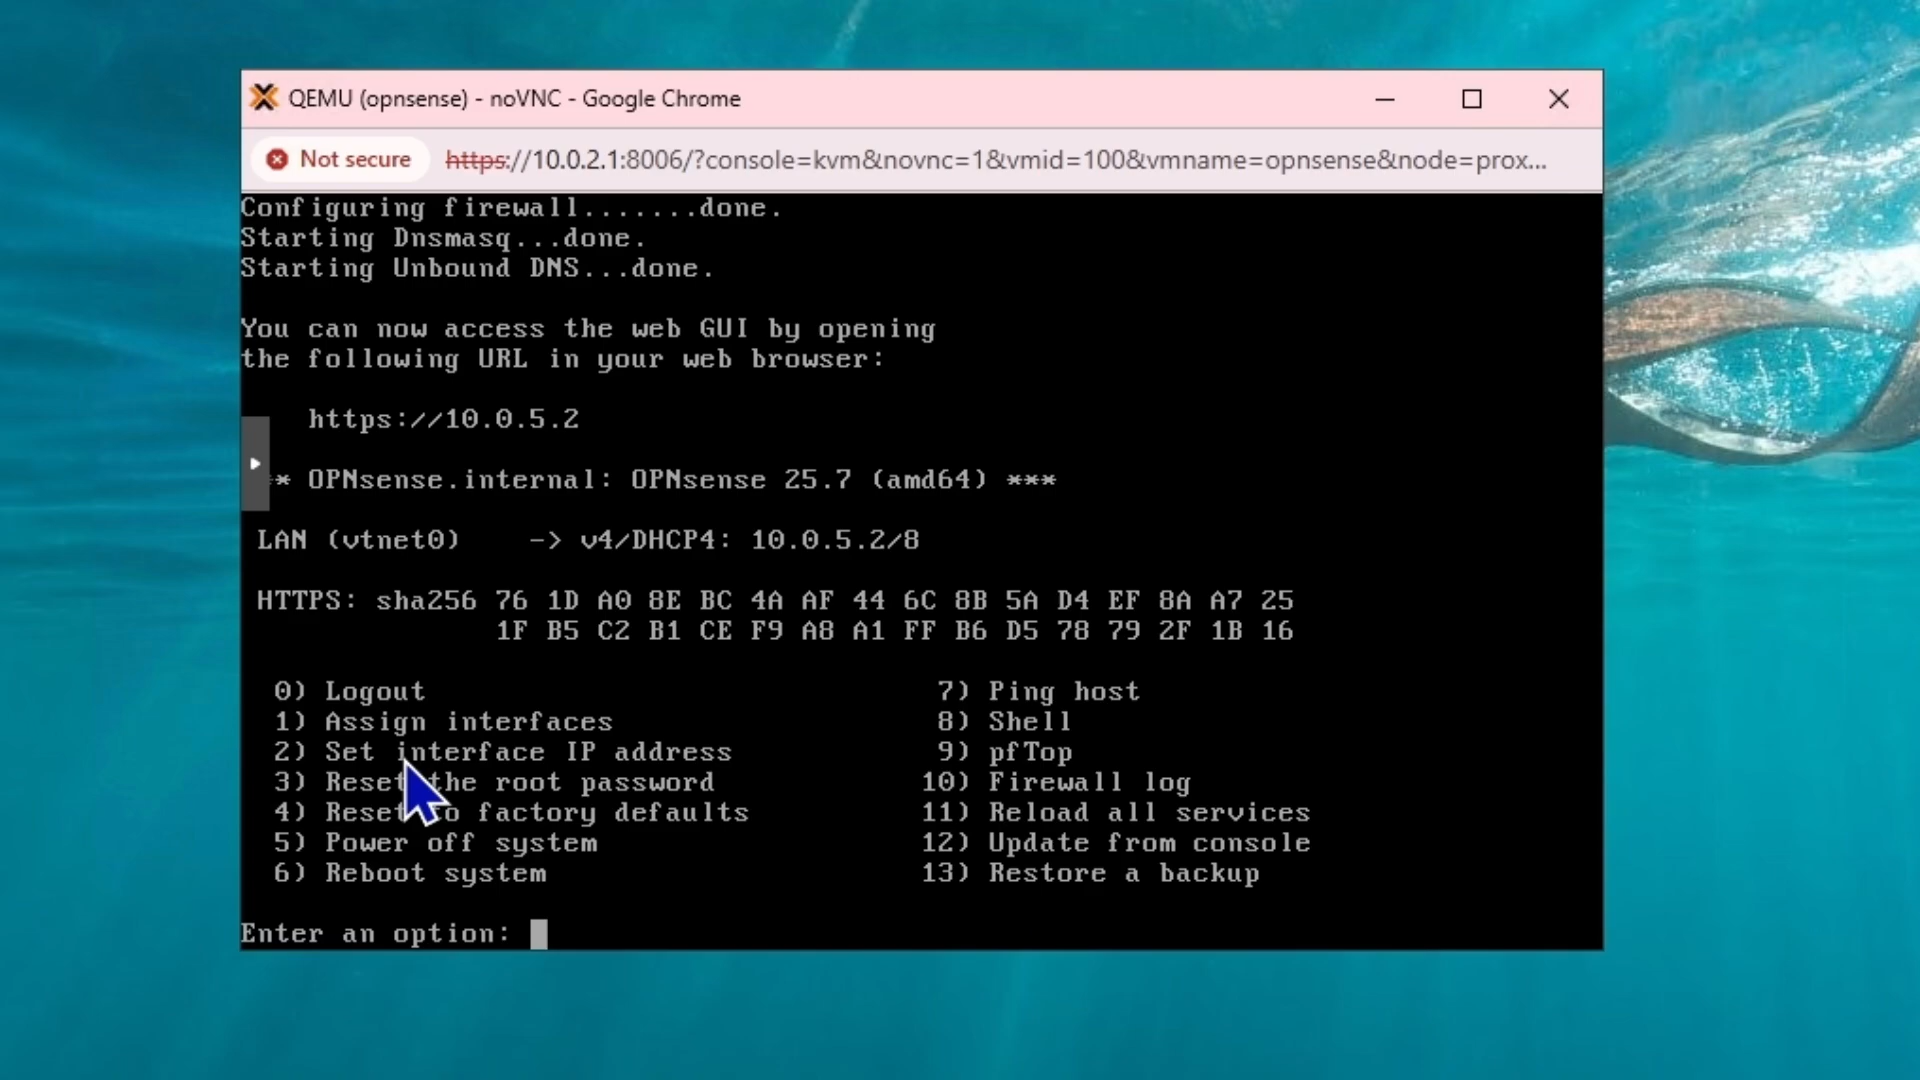 QEMU (opnsense) - noVNC - Google Chrome
Not secure https://10.0.2.1:8006/?console=kvm&novnc=1&vmid=100&vmname=opnsense&node=prox...
Configuring firewall.......done.
Starting Dnsmasq...done.
Starting Unbound DNS...done.
You can now access the web GUI by opening
the following URL in your web browser:
https://10.0.5.2
* OPNsense.internal: OPNsense 25.7 (amd64) ***
LAN (vtnet0) -> v4/DHCP4: 10.0.5.2/8
HTTPS: sha256 76 1D A0 8E BC 4A AF 44 6C 8B 5A D4 EF 8A A7 25
1F B5 C2 B1 CE F9 A8 A1 FF B6 D5 78 79 2F 1B 16
0) Logout 7) Ping host
1) Assign interfaces 8) Shell
2) Set interface IP address 9) pfTop
3) Reset the root password 10) Firewall log
4) Reset to factory defaults 11) Reload all services
5) Power off system 12) Update from console
6) Reboot system 13) Restore a backup
Enter an option: